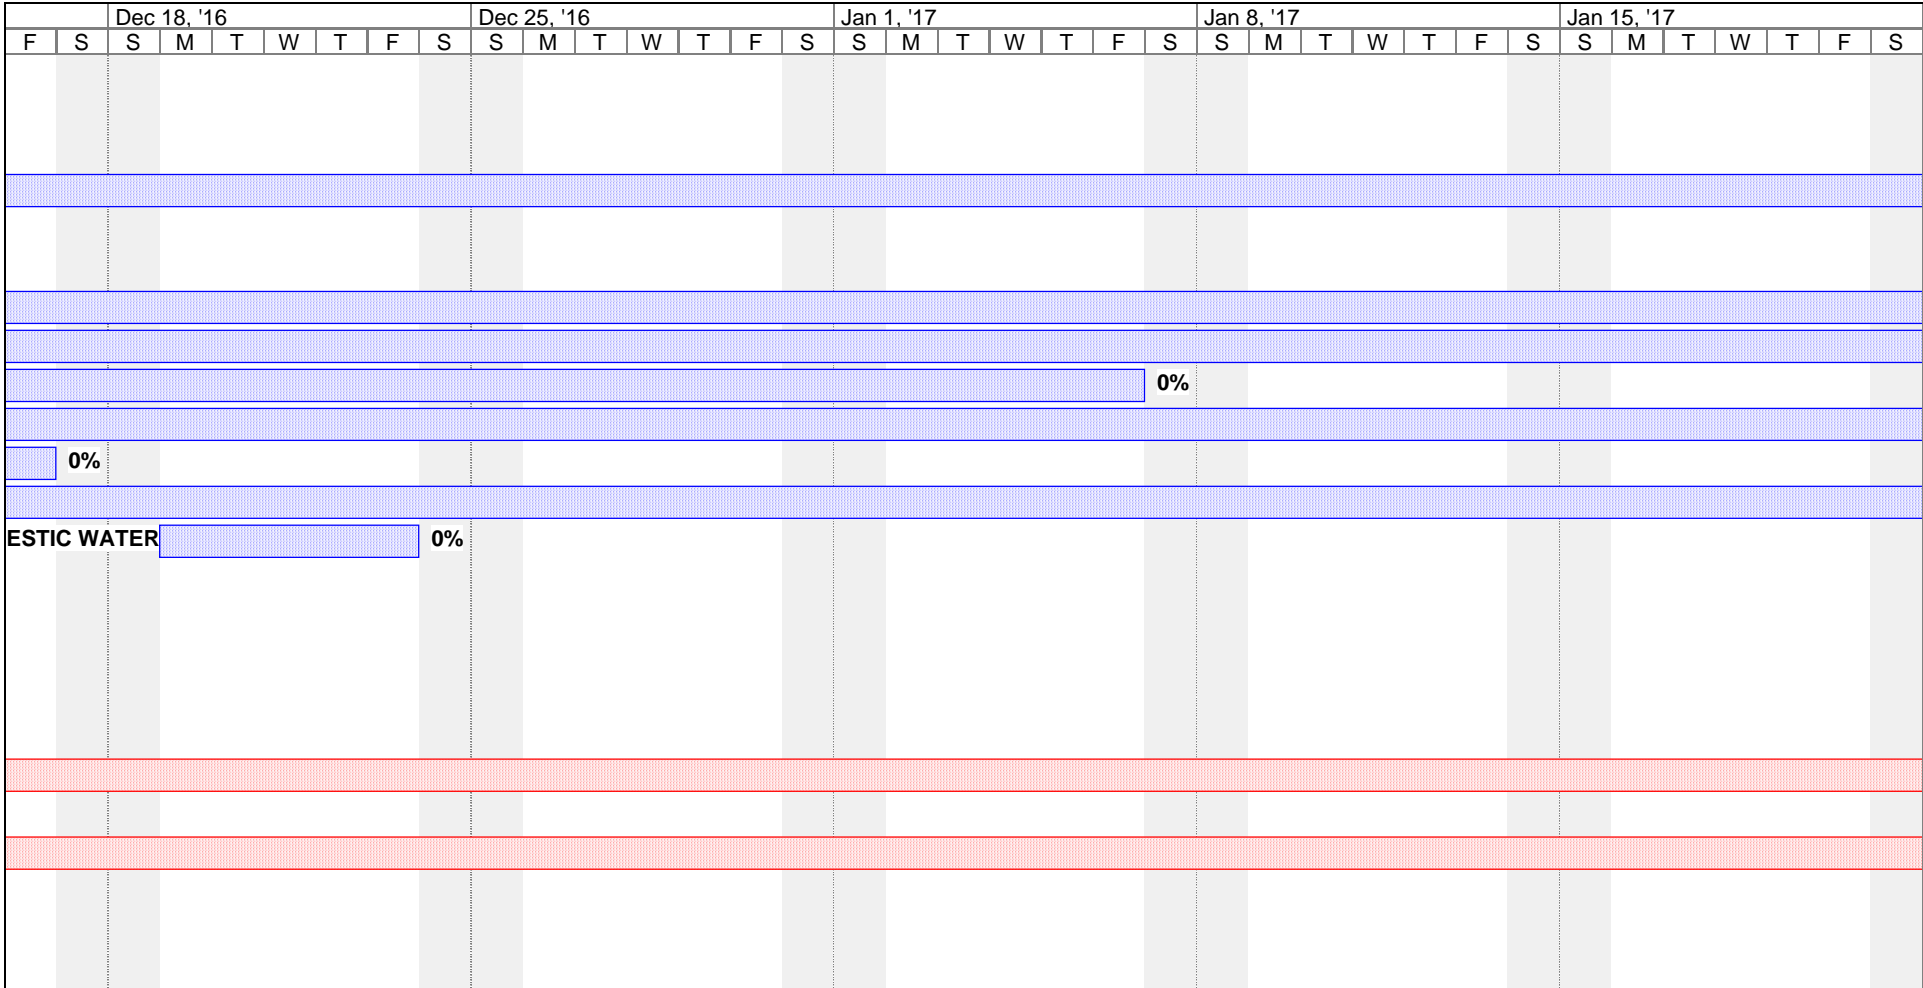 Dec 18, '16 Dec 25, '16 Jan 1, '17 Jan 8, '17 Jan 15, '17
F S S M T W T F S S M T W T F S S M T W T F S S M T W T F S S M T W T F S
0%
0%
ESTIC WATER 0%